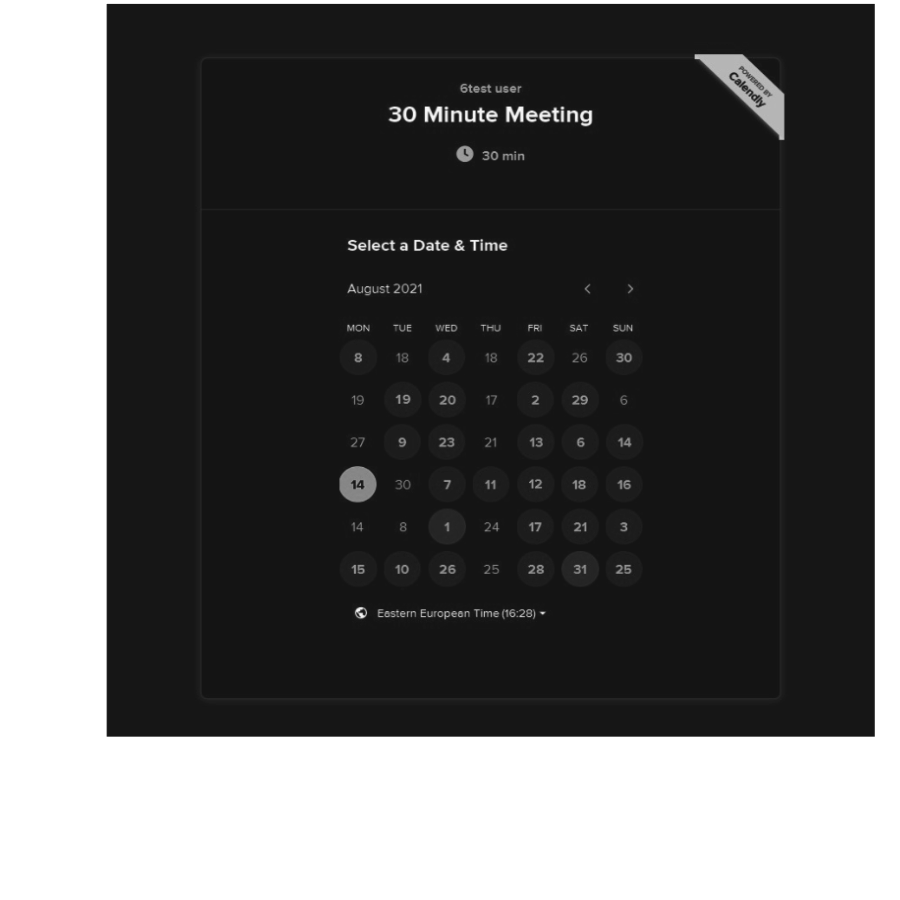 POWERED BY
Calendly
6test user
30 Minute Meeting
30 min
Select a Date & Time
August 2021
MON TUE WED THU FRI SAT SUN
8 18 4 18 22 26 30
19 19 20 17 2 29 6
27 9 23 21 13 6 14
14 30 7 11 12 18 16
14 8 1 24 17 21 3
15 10 26 25 28 31 25
Eastern European Time (16:28)